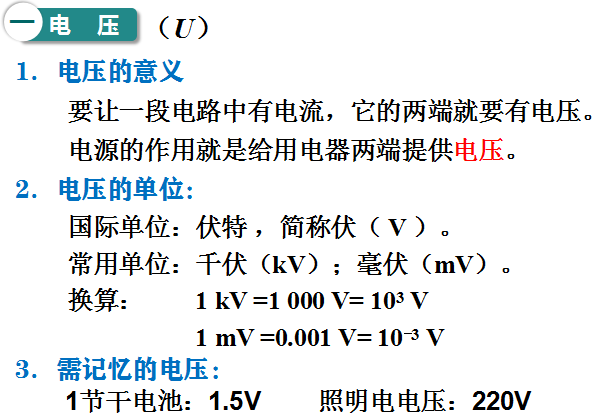 一 电 压 （U）
1. 电压的意义
要让一段电路中有电流，它的两端就要有电压。
电源的作用就是给用电器两端提供电压。
2. 电压的单位:
国际单位：伏特 ，简称伏（ V ）。
常用单位：千伏（kV）；毫伏（mV）。
换算： 1 kV =1 000 V= 10³ V
1 mV =0.001 V= 10⁻³ V
3. 需记忆的电压:
1节干电池：1.5V 照明电电压：220V